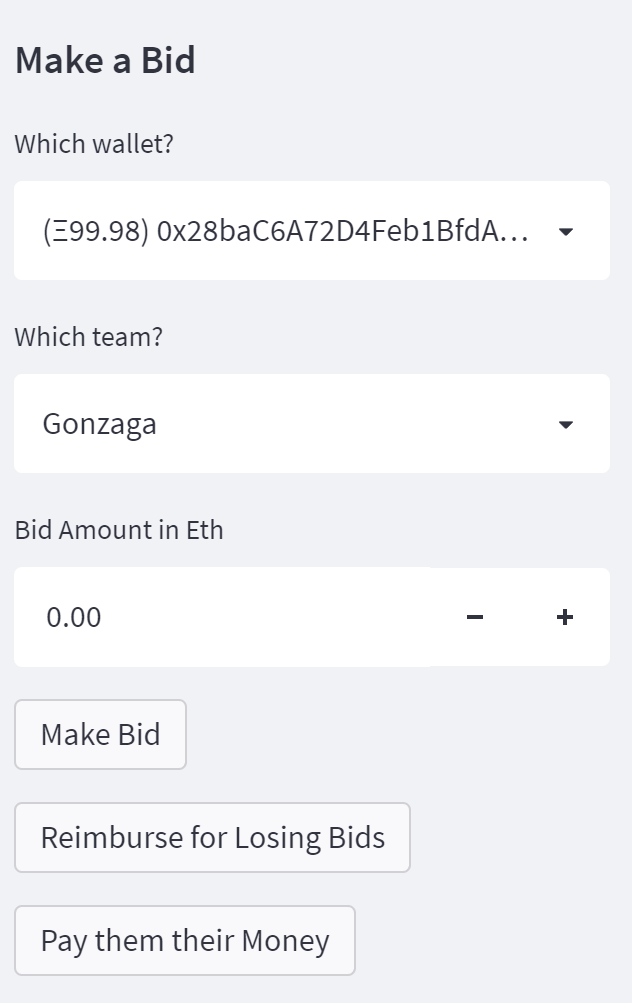 Make a Bid
Which wallet?
(Ξ99.98) 0x28baC6A72D4Feb1BfdA...
Which team?
Gonzaga
Bid Amount in Eth
0.00 − +
Make Bid
Reimburse for Losing Bids
Pay them their Money